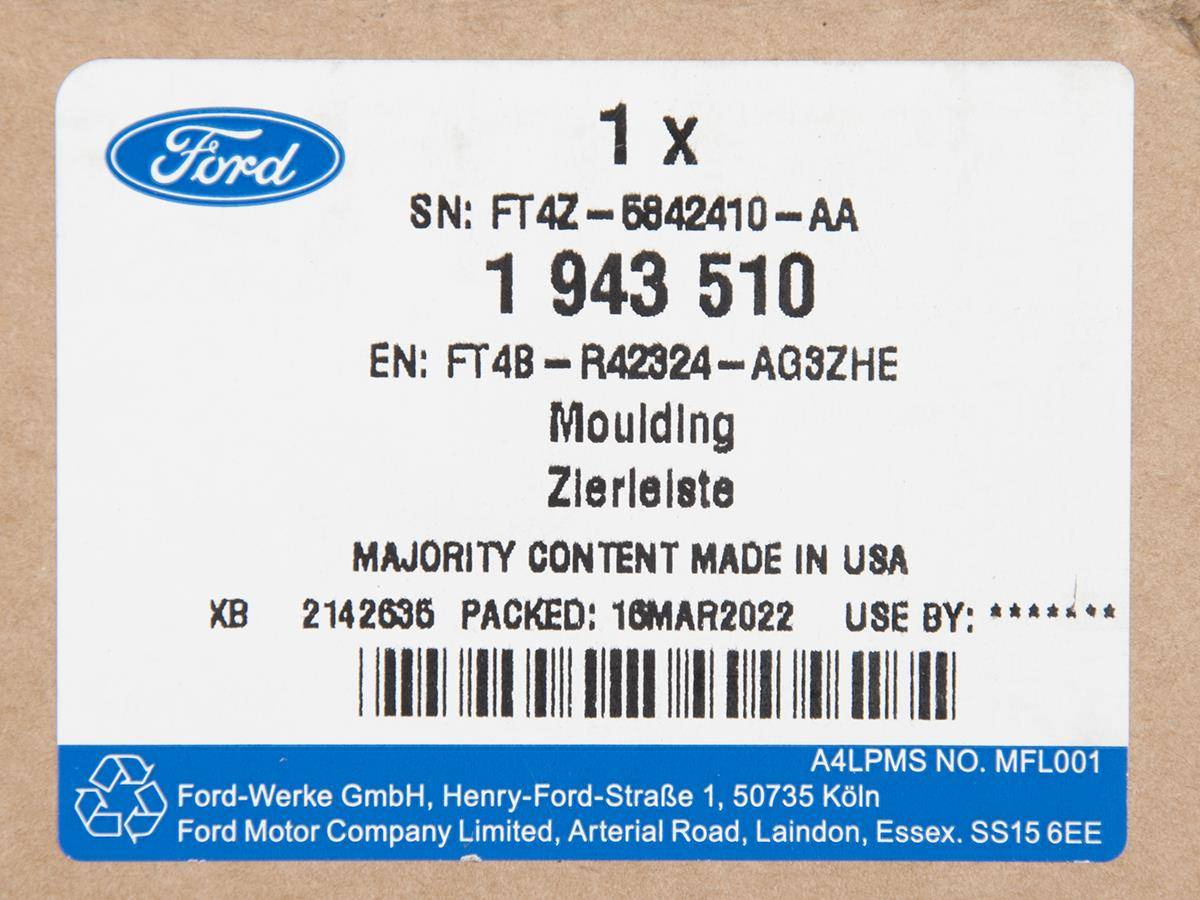 Ford
1 x
SN: FT4Z-5842410-AA
1 943 510
EN: FT4B-R42324-AG3ZHE
Moulding
Zierleiste
MAJORITY CONTENT MADE IN USA
XB 2142635 PACKED: 16MAR2022 USE BY: *******
A4LPMS NO. MFL001
Ford-Werke GmbH, Henry-Ford-Straße 1, 50735 Köln
Ford Motor Company Limited, Arterial Road, Laindon, Essex. SS15 6EE